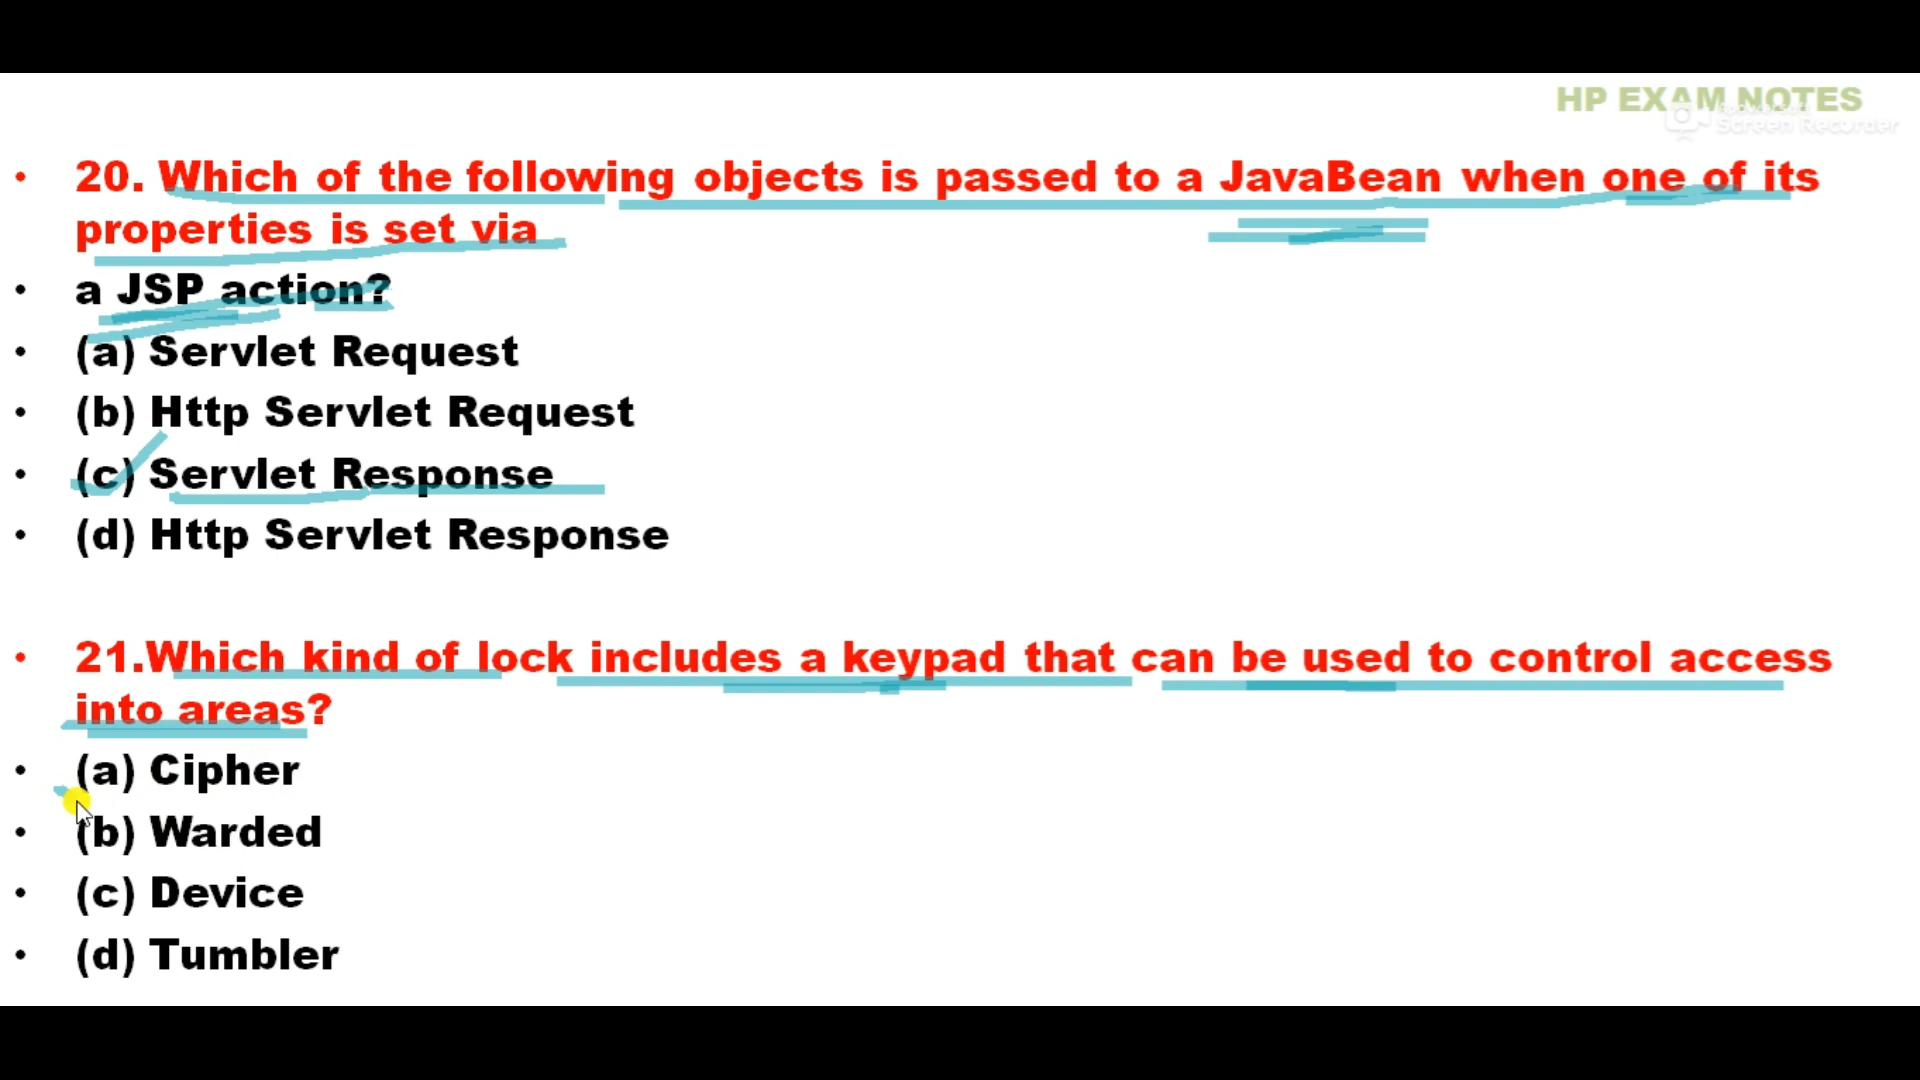 HP EXAM NOTES
Screen Recorder
• 20. Which of the following objects is passed to a JavaBean when one of its
properties is set via
• a JSP action?
• (a) Servlet Request
• (b) Http Servlet Request
• (c) Servlet Response
• (d) Http Servlet Response
• 21.Which kind of lock includes a keypad that can be used to control access
into areas?
• (a) Cipher
• (b) Warded
• (c) Device
• (d) Tumbler